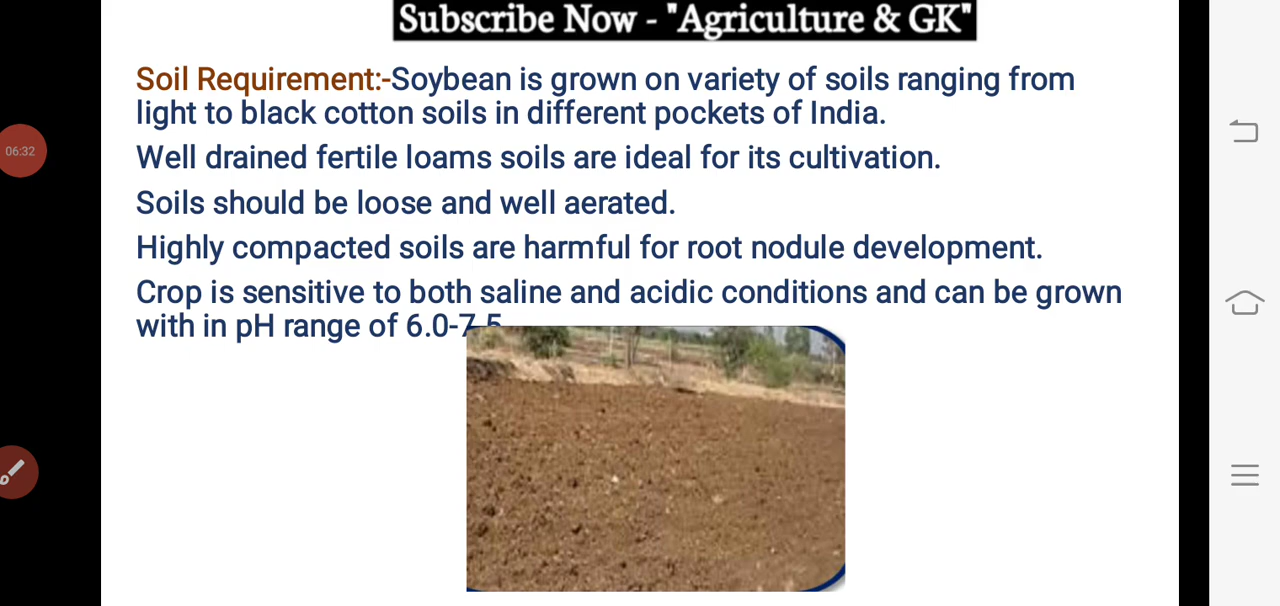 Subscribe Now - "Agriculture & GK"
Soil Requirement:-Soybean is grown on variety of soils ranging from
light to black cotton soils in different pockets of India.
Well drained fertile loams soils are ideal for its cultivation.
Soils should be loose and well aerated.
Highly compacted soils are harmful for root nodule development.
Crop is sensitive to both saline and acidic conditions and can be grown
with in pH range of 6.0-7.5
06:32